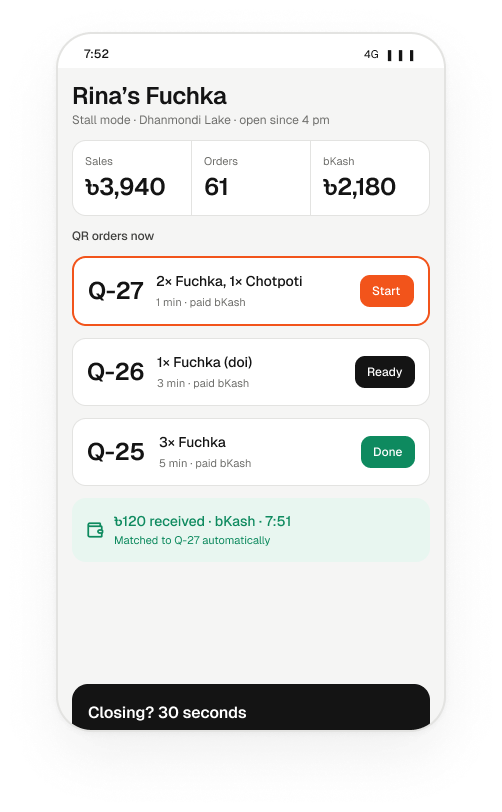 7:52
4G
Rina’s Fuchka
Stall mode · Dhanmondi Lake · open since 4 pm
Sales
Orders
bKash
৳3,940
61
৳2,180
QR orders now
Q-27
2× Fuchka, 1× Chotpoti
1 min · paid bKash
Start
Q-26
1× Fuchka (doi)
3 min · paid bKash
Ready
Q-25
3× Fuchka
5 min · paid bKash
Done
৳120 received · bKash · 7:51
Matched to Q-27 automatically
Closing? 30 seconds